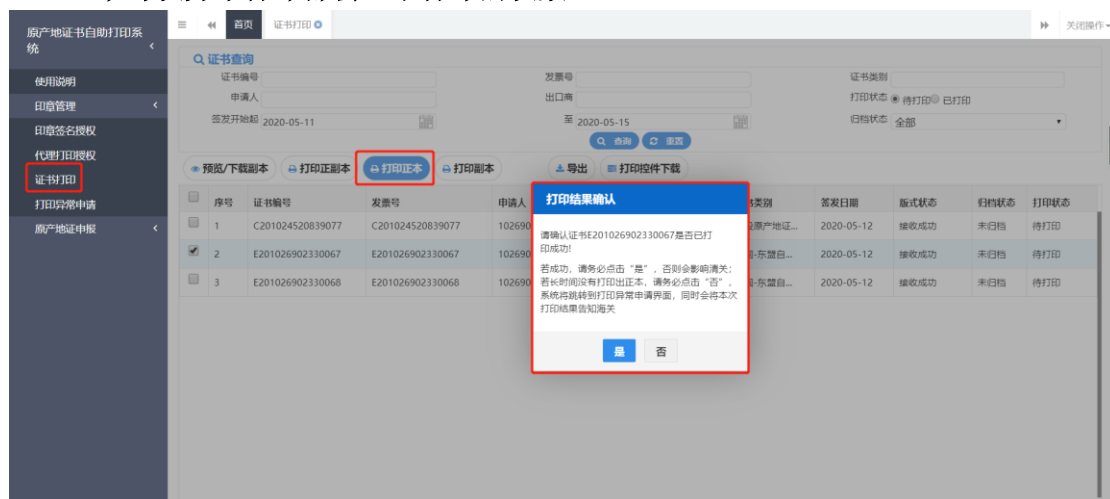 原产地证书自助打印系统
首页 证书打印
关闭操作
使用说明
印章管理
印章签名授权
代理打印授权
证书打印
打印异常申请
原产地证申报
证书查询
证书编号 发票号 证书类别
申请人 出口商 打印状态 待打印 已打印
签发开始起 2020-05-11 至 2020-05-15 归档状态 全部
查询 重置
预览/下载副本 打印正副本 打印正本 打印副本 导出 打印控件下载
序号 证书编号 发票号 申请人 类别 签发日期 版式状态 归档状态 打印状态
1 C201024520839077 C201024520839077 102690 原产地证... 2020-05-12 接收成功 未归档 待打印
2 E201026902330067 E201026902330067 102690 -东盟自... 2020-05-12 接收成功 未归档 待打印
3 E201026902330068 E201026902330068 102690 -东盟自... 2020-05-12 接收成功 未归档 待打印
打印结果确认
请确认证书E201026902330067是否已打
印成功!
若成功，请务必点击“是”，否则会影响清关;
若长时间没有打印出正本，请务必点击“否”，
系统将跳转到打印异常申请界面，同时会将本次
打印结果告知海关
是 否